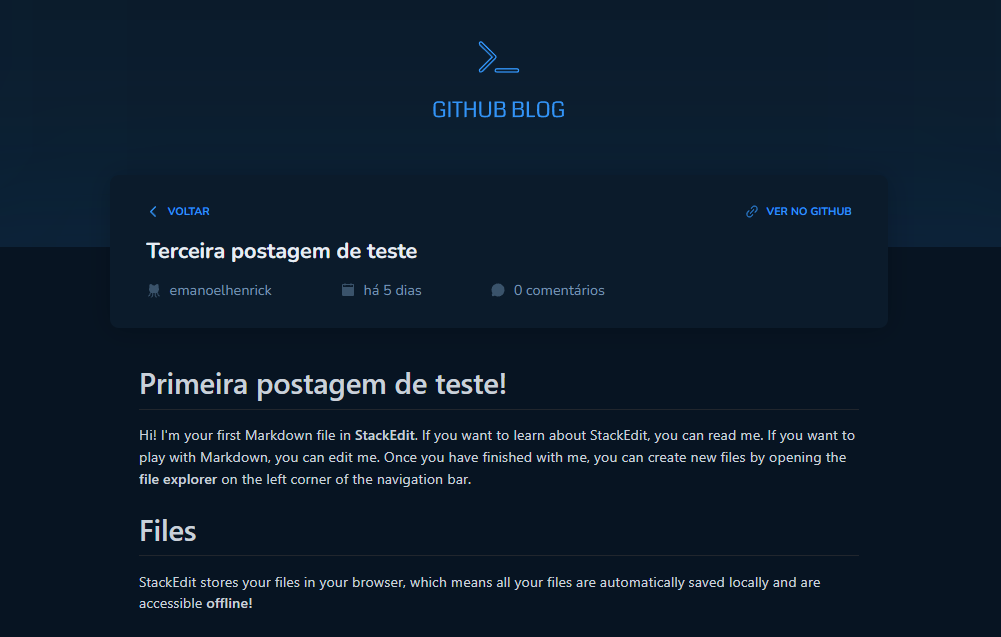 GITHUB BLOG
VOLTAR
VER NO GITHUB
Terceira postagem de teste
emanoelhenrick
há 5 dias
0 comentários
Primeira postagem de teste!
Hi! I'm your first Markdown file in StackEdit. If you want to learn about StackEdit, you can read me. If you want to
play with Markdown, you can edit me. Once you have finished with me, you can create new files by opening the
file explorer on the left corner of the navigation bar.
Files
StackEdit stores your files in your browser, which means all your files are automatically saved locally and are
accessible offline!